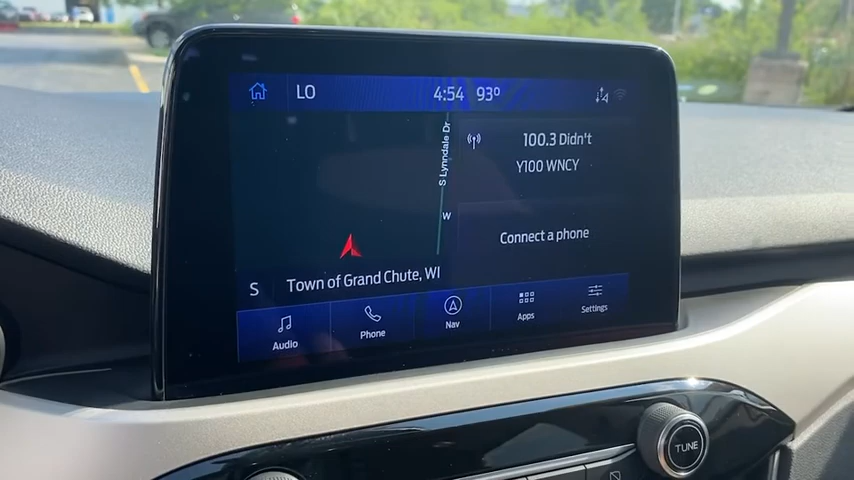 LO 4:54 93°
S Lynndale Dr W
100.3 Didn't
Y100 WNCY
Connect a phone
S Town of Grand Chute, WI
Audio Phone Nav Apps Settings
TUNE